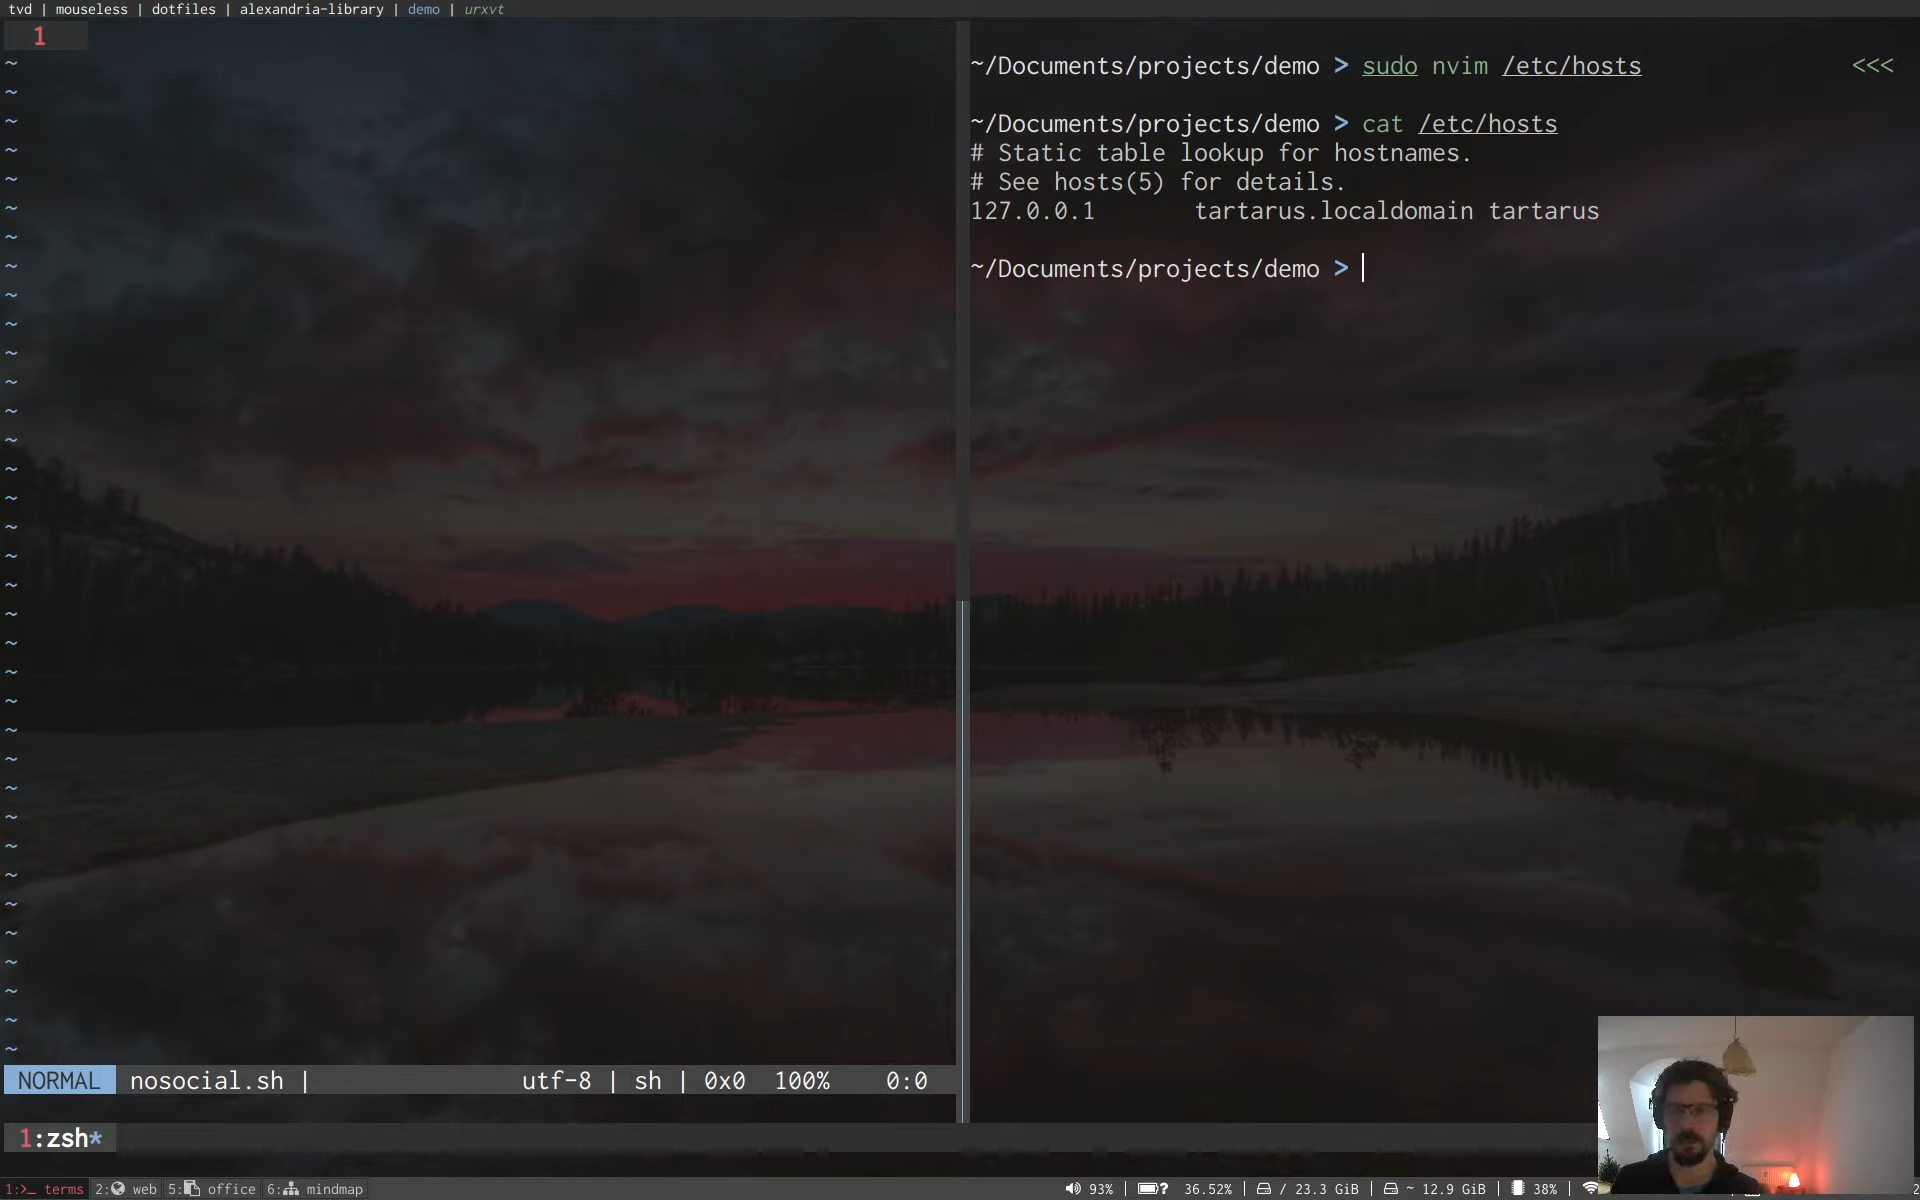 tvd | mouseless | dotfiles | alexandria-library | demo | urxvt
1
~/Documents/projects/demo > sudo nvim /etc/hosts <<<
~/Documents/projects/demo > cat /etc/hosts
# Static table lookup for hostnames.
# See hosts(5) for details.
127.0.0.1 tartarus.localdomain tartarus
~/Documents/projects/demo >
NORMAL nosocial.sh | utf-8 | sh | 0x0 100% 0:0
1:zsh*
1:>_ terms 2: web 5: office 6: mindmap 93% | ? 36.52% | / 23.3 GiB | ~ 12.9 GiB | 38% |